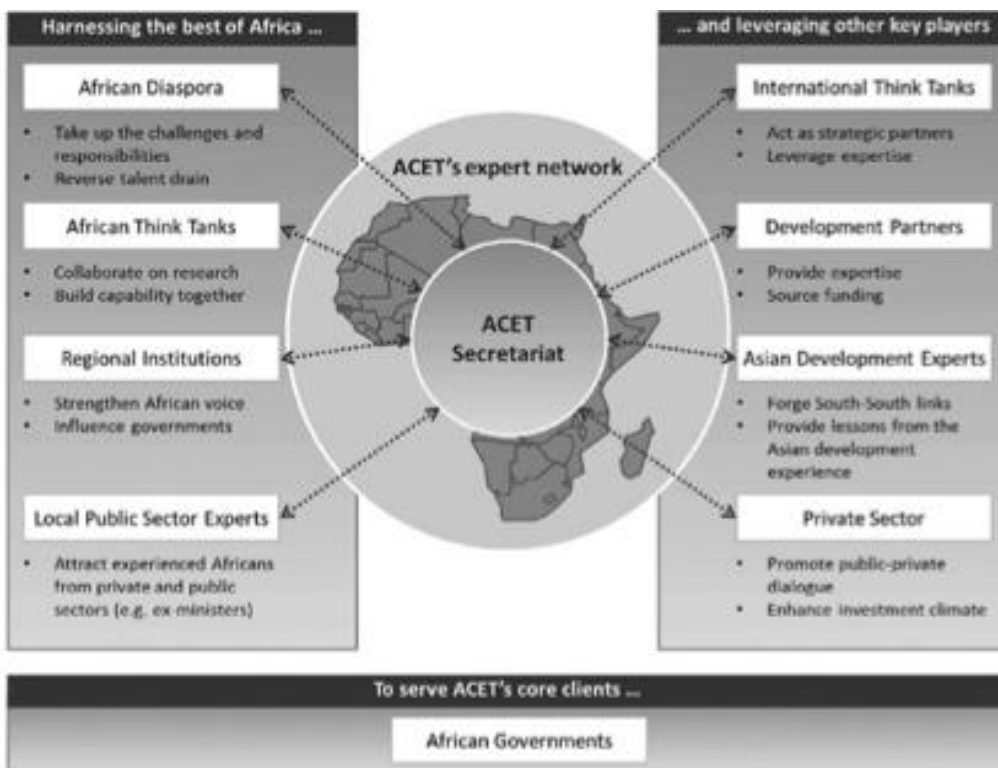 Harnessing the best of Africa ...
African Diaspora
• Take up the challenges and
responsibilities
• Reverse talent drain
African Think Tanks
• Collaborate on research
• Build capability together
Regional Institutions
• Strengthen African voice
• Influence governments
Local Public Sector Experts
• Attract experienced Africans
from private and public
sectors (e.g. ex-ministers)
ACET's expert network
ACET
Secretariat
... and leveraging other key players
International Think Tanks
• Act as strategic partners
• Leverage expertise
Development Partners
• Provide expertise
• Source funding
Asian Development Experts
• Forge South-South links
• Provide lessons from the
Asian development
experience
Private Sector
• Promote public-private
dialogue
• Enhance investment climate
To serve ACET's core clients ...
African Governments